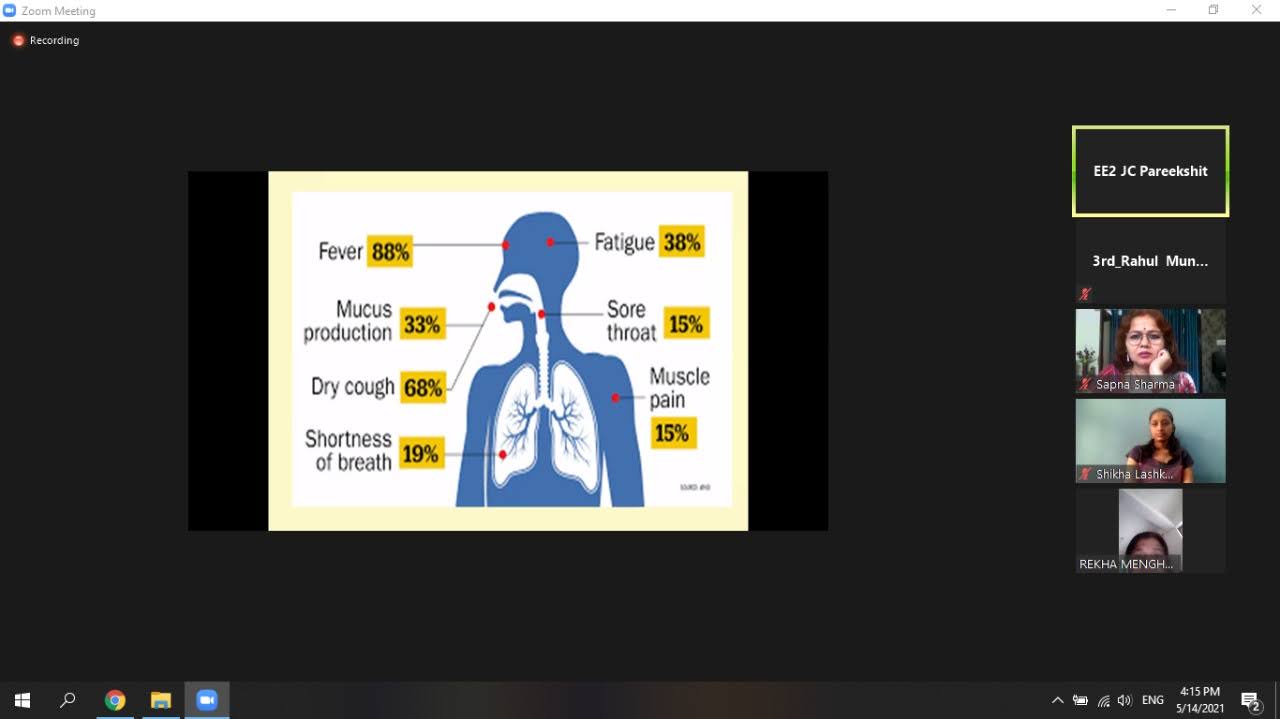 Zoom Meeting
Recording
Fever 88%
Fatigue 38%
Mucus
production 33%
Sore
throat 15%
Dry cough 68%
Muscle
pain
15%
Shortness
of breath 19%
EE2 JC Pareekshit
3rd_Rahul Mun...
Sapna Sharma
Shikha Lashk...
REKHA MENGH...
ENG
4:15 PM
5/14/2021
2